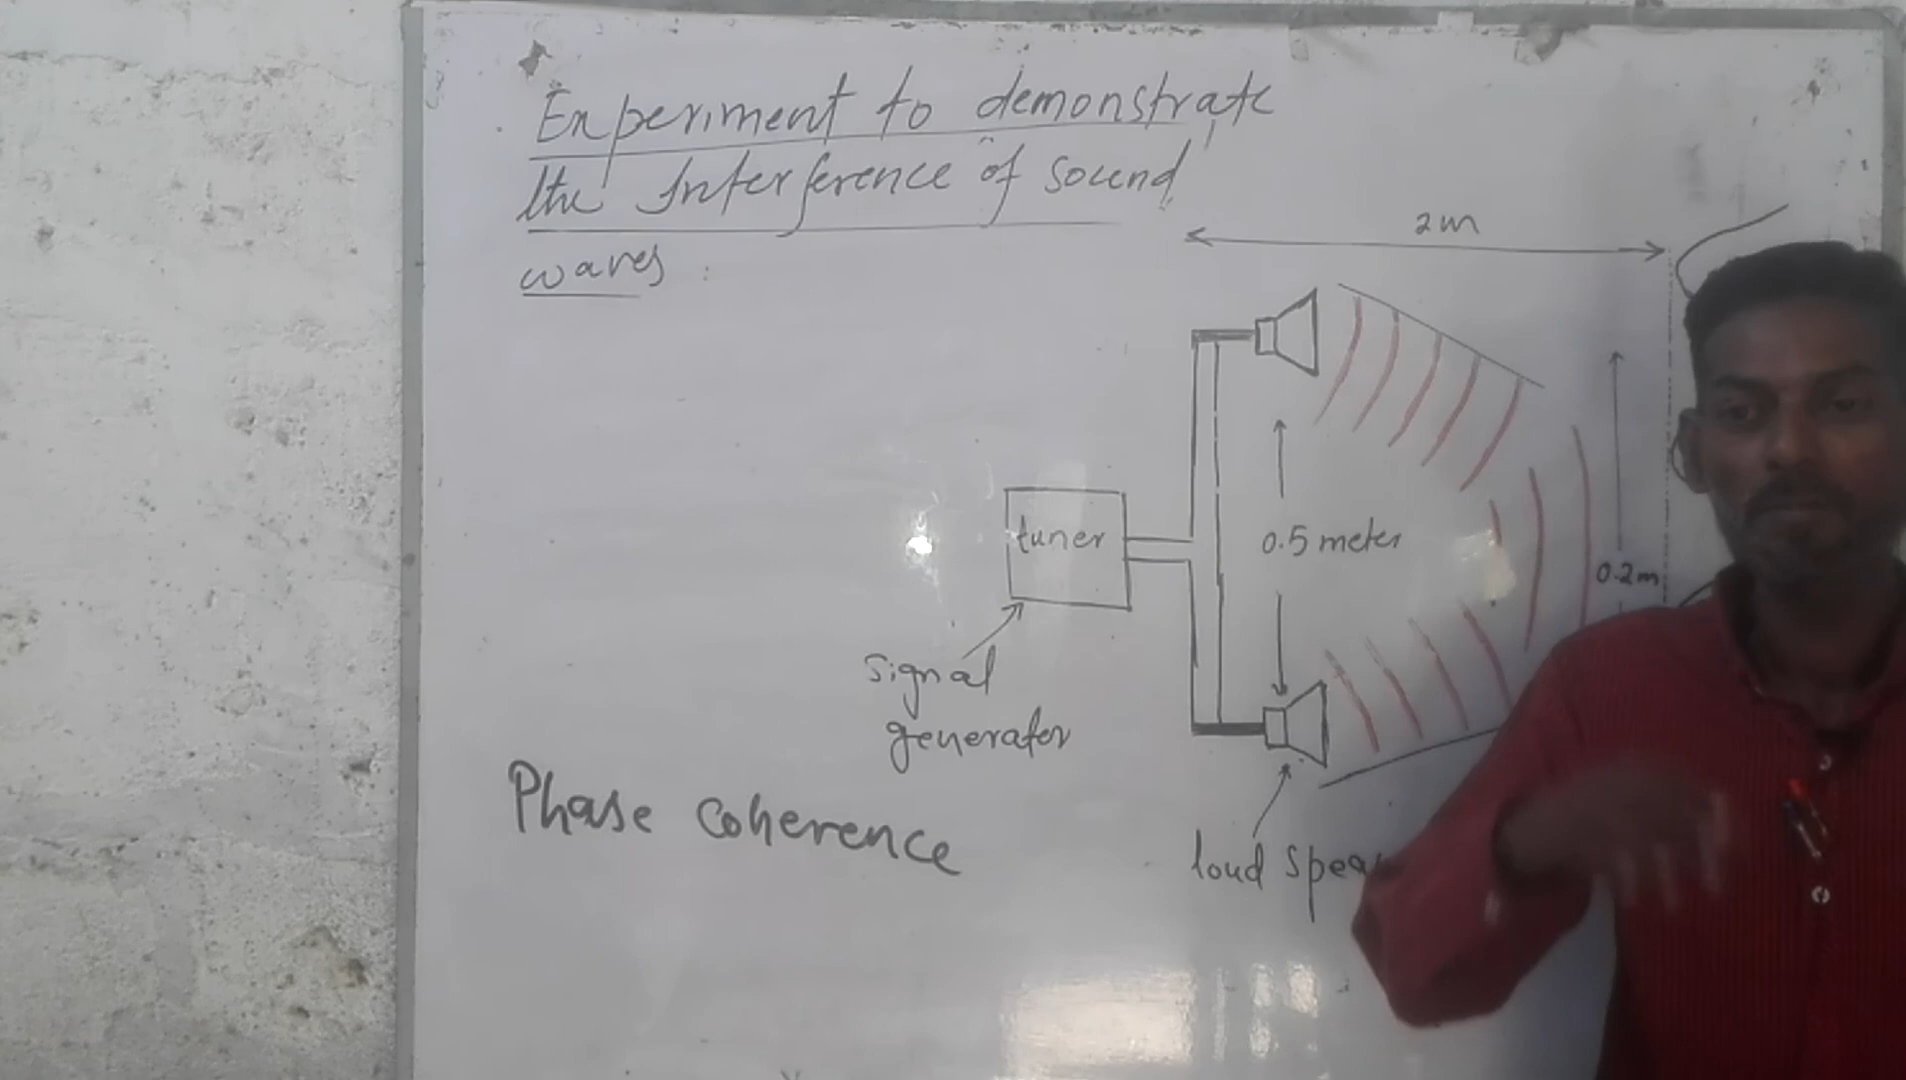 Experiment to demonstrate
the Interference of sound
waves :
2m
tuner
0.5 meter
0.2m
signal
generator
Phase coherence
loud